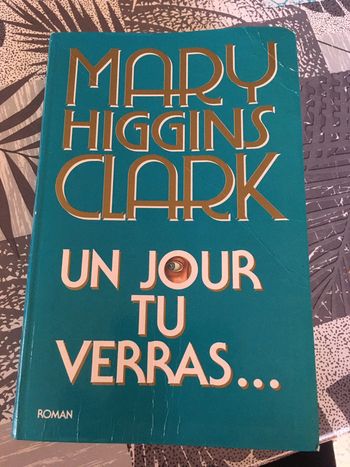 MARY
HIGGINS
CLARK
UN JOUR
TU
VERRAS...
ROMAN